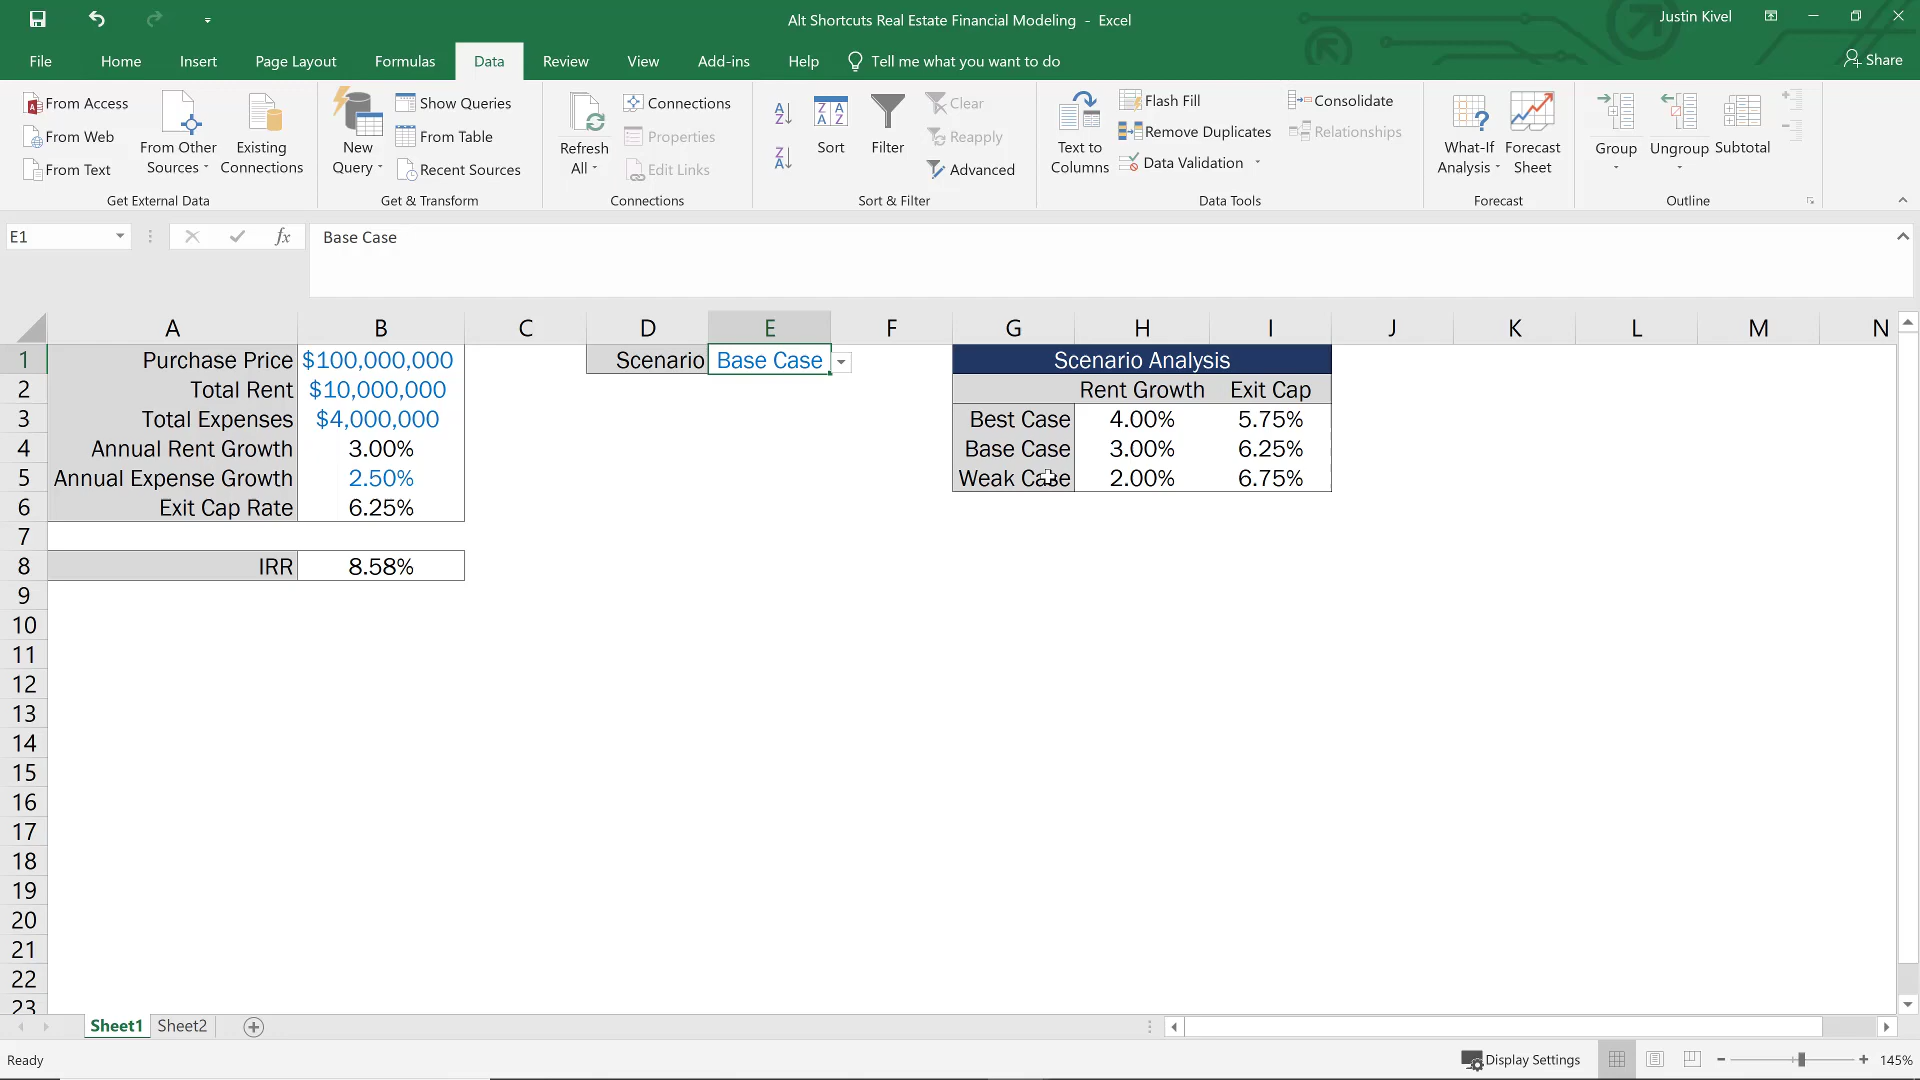 Alt Shortcuts Real Estate Financial Modeling - Excel
Justin Kivel
File Home Insert Page Layout Formulas Data Review View Add-ins Help Tell me what you want to do Share
From Access
From Web
From Text
From Other Sources
Existing Connections
Get External Data
New Query
Show Queries
From Table
Recent Sources
Get & Transform
Refresh All
Connections
Properties
Edit Links
Connections
Sort
Filter
Clear
Reapply
Advanced
Sort & Filter
Text to Columns
Flash Fill
Remove Duplicates
Data Validation
Consolidate
Relationships
Data Tools
What-If Analysis
Forecast Sheet
Forecast
Group
Ungroup
Subtotal
Outline
E1 fx Base Case
A B C D E F G H I J K L M N
1 Purchase Price $100,000,000 Scenario Base Case Scenario Analysis
2 Total Rent $10,000,000 Rent Growth Exit Cap
3 Total Expenses $4,000,000 Best Case 4.00% 5.75%
4 Annual Rent Growth 3.00% Base Case 3.00% 6.25%
5 Annual Expense Growth 2.50% Weak Case 2.00% 6.75%
6 Exit Cap Rate 6.25%
7
8 IRR 8.58%
9
10
11
12
13
14
15
16
17
18
19
20
21
22
23
Sheet1 Sheet2
Ready Display Settings 145%